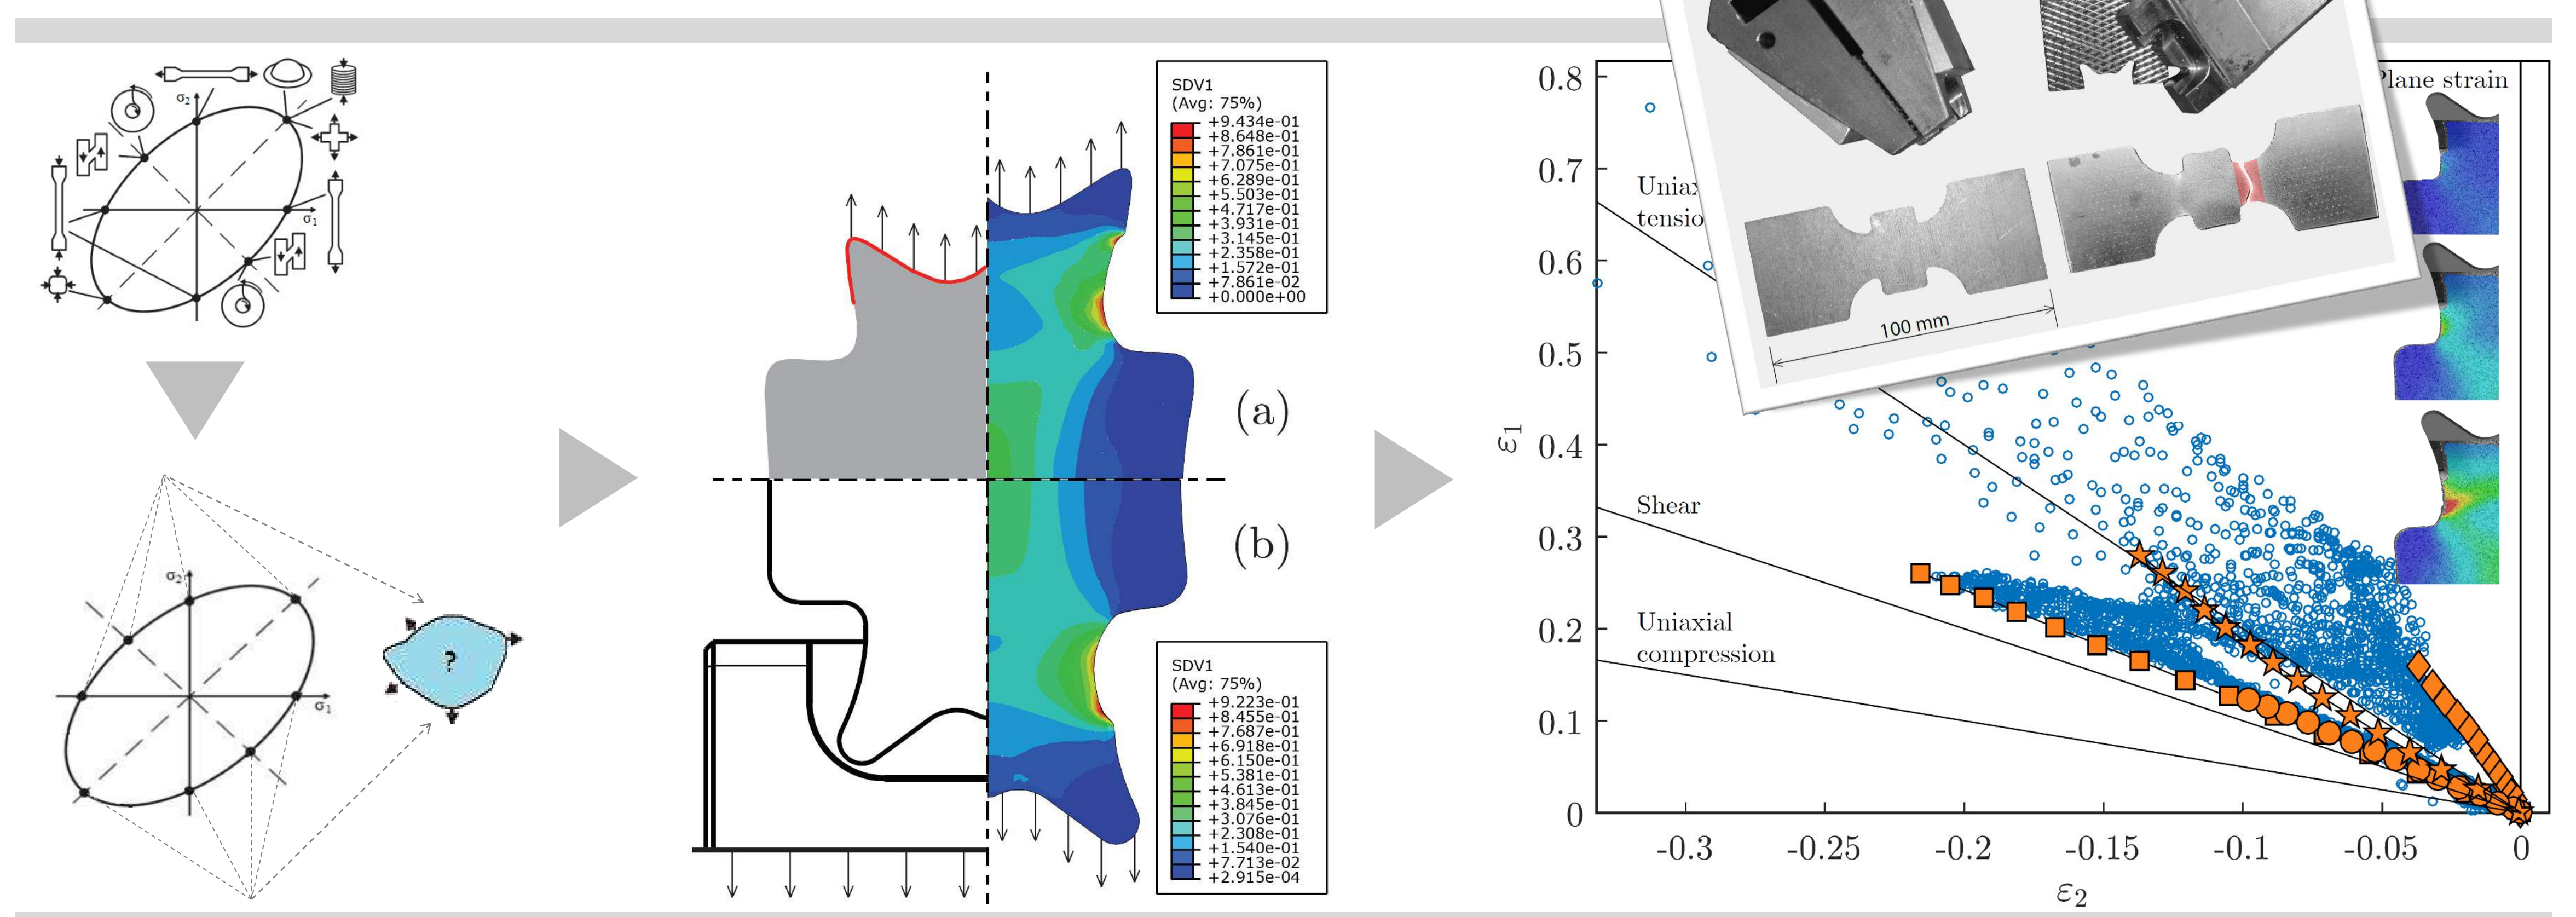 σ2
σ1
σ2
σ1
?
SDV1
(Avg: 75%)
+9.434e-01
+8.648e-01
+7.861e-01
+7.075e-01
+6.289e-01
+5.503e-01
+4.717e-01
+3.931e-01
+3.145e-01
+2.358e-01
+1.572e-01
+7.861e-02
+0.000e+00
(a)
(b)
SDV1
(Avg: 75%)
+9.223e-01
+8.455e-01
+7.687e-01
+6.918e-01
+6.150e-01
+5.381e-01
+4.613e-01
+3.845e-01
+3.076e-01
+2.308e-01
+1.540e-01
+7.713e-02
+2.915e-04
0.8
0.7
0.6
0.5
0.4
0.3
0.2
0.1
0
ε1
tensio
Shear
Uniaxial
compression
strain
100 mm
-0.3
-0.25
-0.2
-0.15
-0.1
-0.05
0
ε2